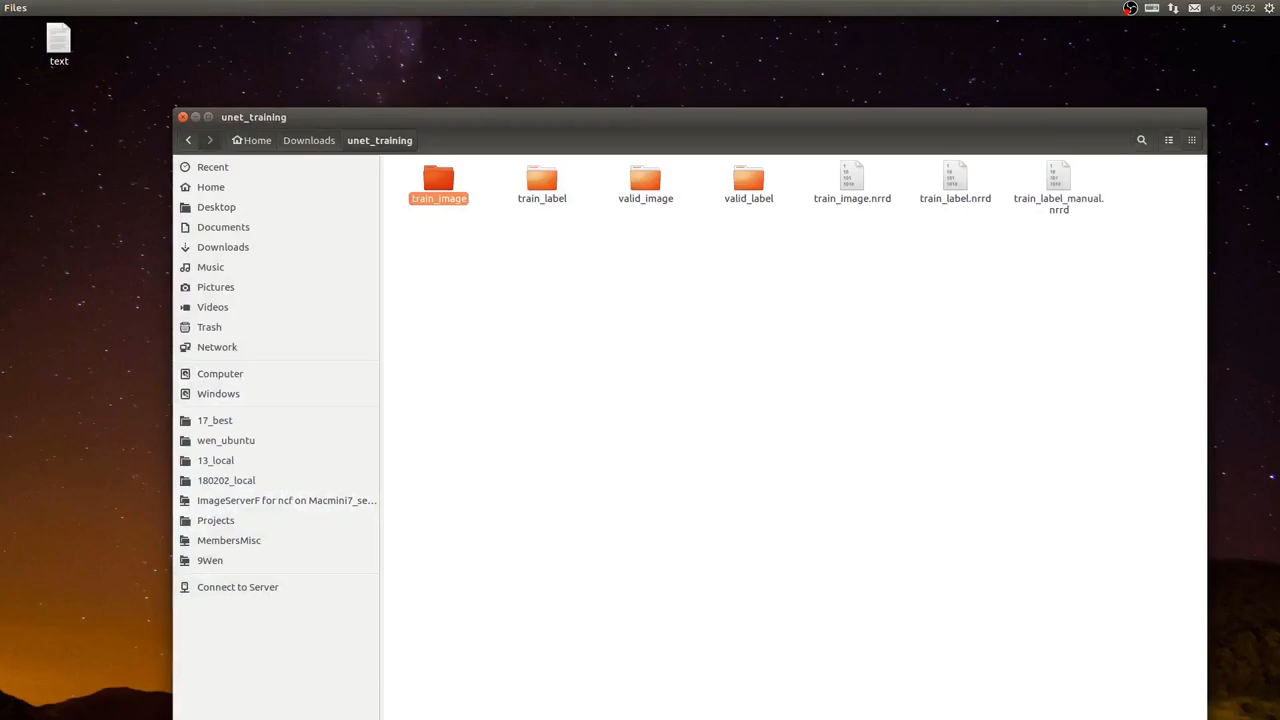 Files
09:52
text
unet_training
Home
Downloads
unet_training
Recent
Home
Desktop
Documents
Downloads
Music
Pictures
Videos
Trash
Network
Computer
Windows
17_best
wen_ubuntu
13_local
180202_local
ImageServerF for ncf on Macmini7_se...
Projects
MembersMisc
9Wen
Connect to Server
train_image
train_label
valid_image
valid_label
train_image.nrrd
train_label.nrrd
train_label_manual.
nrrd